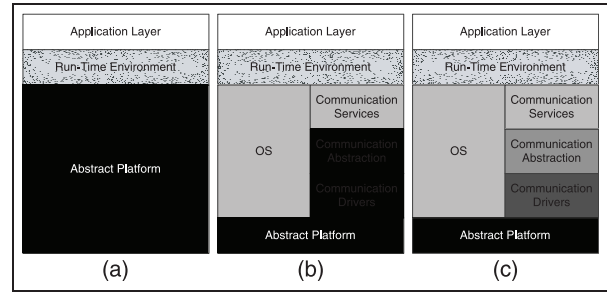 Application Layer
Run-Time Environment
Abstract Platform
(a)
Application Layer
Run-Time Environment
OS
Communication
Services
Communication
Abstraction
Communication
Drivers
Abstract Platform
(b)
Application Layer
Run-Time Environment
OS
Communication
Services
Communication
Abstraction
Communication
Drivers
Abstract Platform
(c)